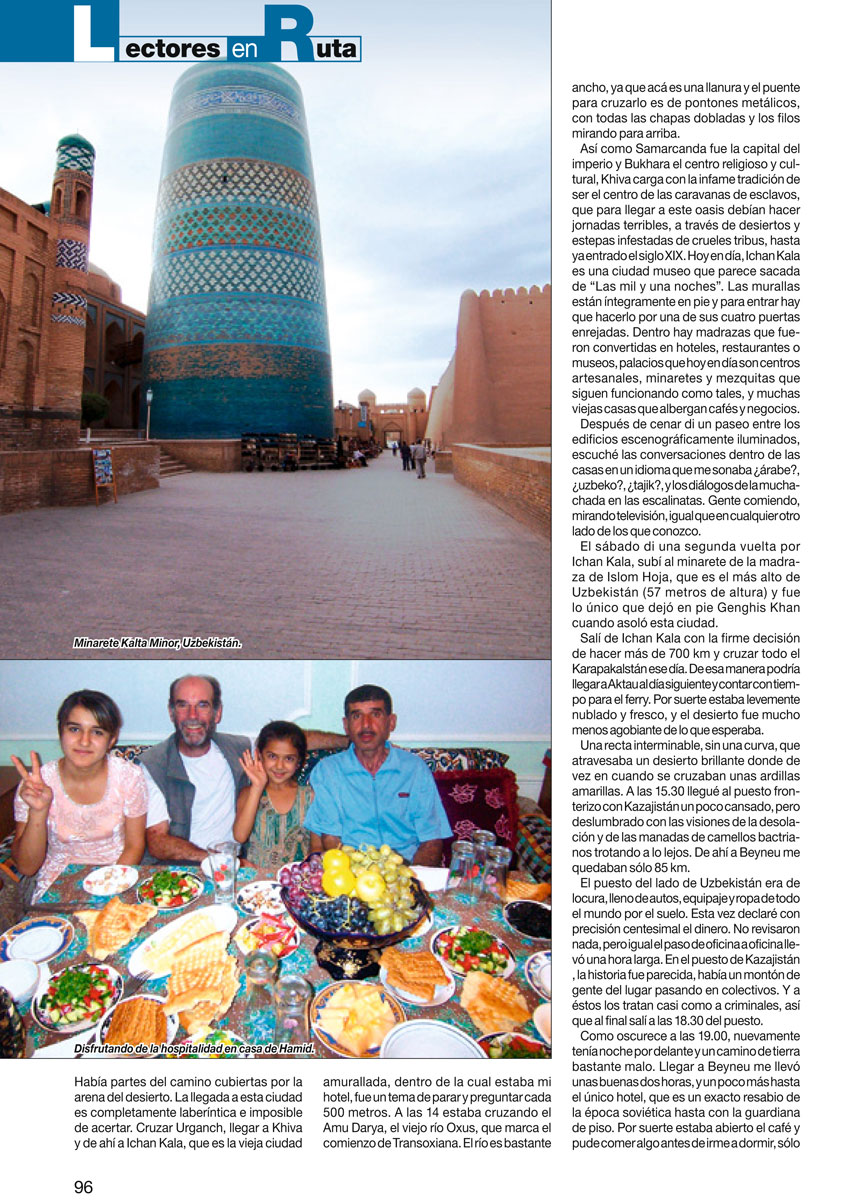 Lectores en Ruta
Minarete Kalta Minor, Uzbekistán.
Disfrutando de la hospitalidad en casa de Hamid.
Había partes del camino cubiertas por la
arena del desierto. La llegada a esta ciudad
es completamente laberíntica e imposible
de acertar. Cruzar Urganch, llegar a Khiva
y de ahí a Ichan Kala, que es la vieja ciudad
amurallada, dentro de la cual estaba mi
hotel, fue un tema de parar y preguntar cada
500 metros. A las 14 estaba cruzando el
Amu Darya, el viejo río Oxus, que marca el
comienzo de Transoxiana. El río es bastante
ancho, ya que acá es una llanura y el puente
para cruzarlo es de pontones metálicos,
con todas las chapas dobladas y los filos
mirando para arriba.
Así como Samarcanda fue la capital del
imperio y Bukhara el centro religioso y cul-
tural, Khiva carga con la infame tradición de
ser el centro de las caravanas de esclavos,
que para llegar a este oasis debían hacer
jornadas terribles, a través de desiertos y
estepas infestadas de crueles tribus, hasta
ya entrado el siglo XIX. Hoy en día, Ichan Kala
es una ciudad museo que parece sacada
de “Las mil y una noches”. Las murallas
están íntegramente en pie y para entrar hay
que hacerlo por una de sus cuatro puertas
enrejadas. Dentro hay madrazas que fue-
ron convertidas en hoteles, restaurantes o
museos, palacios que hoy en día son centros
artesanales, minaretes y mezquitas que
siguen funcionando como tales, y muchas
viejas casas que albergan cafés y negocios.
Después de cenar di un paseo entre los
edificios escenográficamente iluminados,
escuché las conversaciones dentro de las
casas en un idioma que me sonaba ¿árabe?,
¿uzbeko?, ¿tajik?, y los diálogos de la mucha-
chada en las escalinatas. Gente comiendo,
mirando televisión, igual que en cualquier otro
lado de los que conozco.
El sábado di una segunda vuelta por
Ichan Kala, subí al minarete de la madra-
za de Islom Hoja, que es el más alto de
Uzbekistán (57 metros de altura) y fue
lo único que dejó en pie Genghis Khan
cuando asoló esta ciudad.
Salí de Ichan Kala con la firme decisión
de hacer más de 700 km y cruzar todo el
Karapakalstán ese día. De esa manera podría
llegar a Aktau al día siguiente y contar con tiem-
po para el ferry. Por suerte estaba levemente
nublado y fresco, y el desierto fue mucho
menos agobiante de lo que esperaba.
Una recta interminable, sin una curva, que
atravesaba un desierto brillante donde de
vez en cuando se cruzaban unas ardillas
amarillas. A las 15.30 llegué al puesto fron-
terizo con Kazajistán un poco cansado, pero
deslumbrado con las visiones de la desola-
ción y de las manadas de camellos bactria-
nos trotando a lo lejos. De ahí a Beyneu me
quedaban sólo 85 km.
El puesto del lado de Uzbekistán era de
locura, lleno de autos, equipaje y ropa de todo
el mundo por el suelo. Esta vez declaré con
precisión centesimal el dinero. No revisaron
nada, pero igual el paso de oficina a oficina lle-
vó una hora larga. En el puesto de Kazajistán
, la historia fue parecida, había un montón de
gente del lugar pasando en colectivos. Y a
éstos los tratan casi como a criminales, así
que al final salí a las 18.30 del puesto.
Como oscurece a las 19.00, nuevamente
tenía noche por delante y un camino de tierra
bastante malo. Llegar a Beyneu me llevó
unas buenas dos horas, y un poco más hasta
el único hotel, que es un exacto resabio de
la época soviética hasta con la guardiana
de piso. Por suerte estaba abierto el café y
pude comer algo antes de irme a dormir, sólo
96